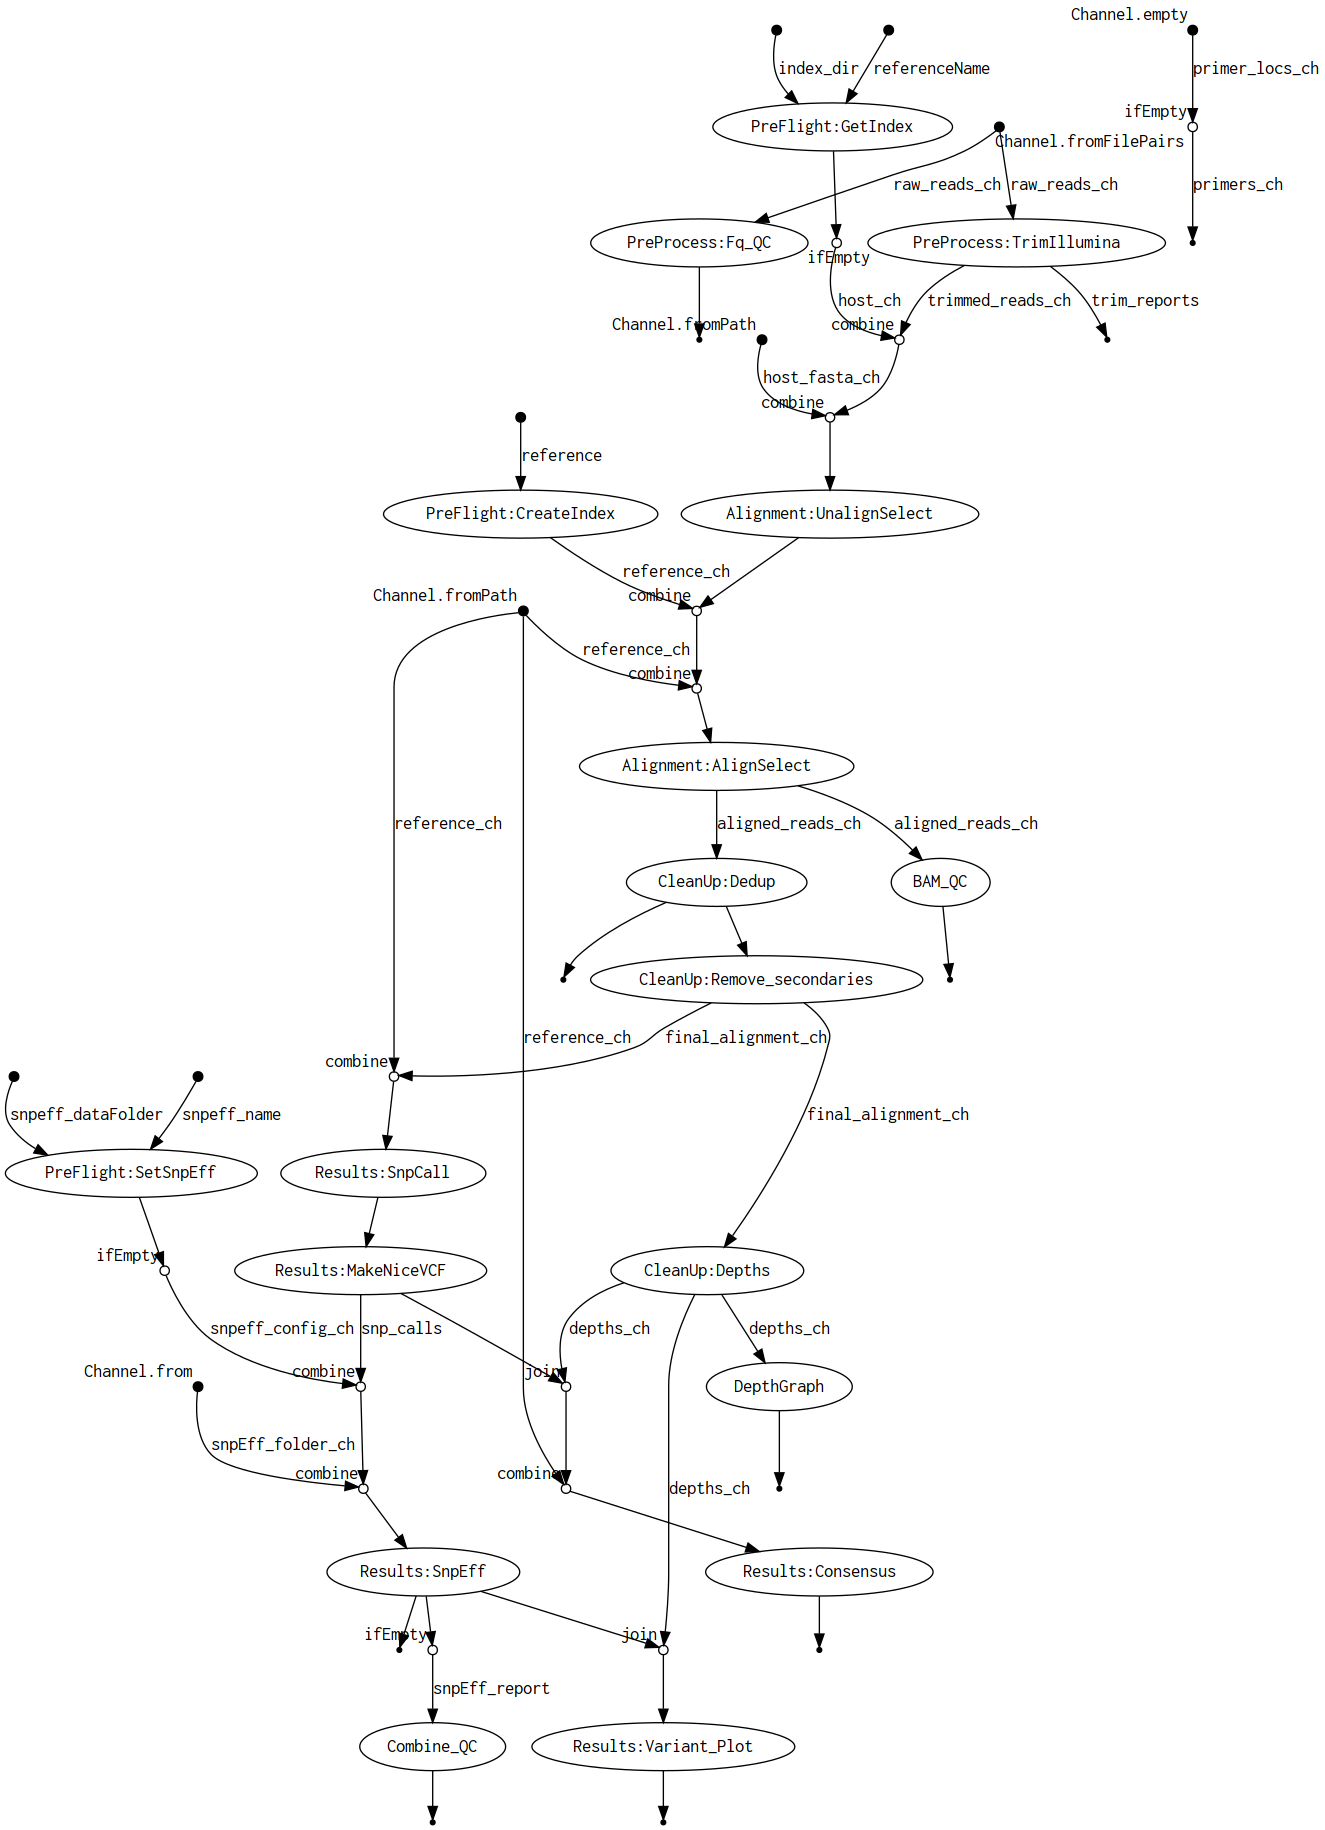 Channel.empty
index_dir
referenceName
primer_locs_ch
ifEmpty
PreFlight:GetIndex
Channel.fromFilePairs
raw_reads_ch
raw_reads_ch
primers_ch
PreProcess:Fq_QC
PreProcess:TrimIllumina
ifEmpty
host_ch
trimmed_reads_ch
trim_reports
Channel.fromPath
combine
host_fasta_ch
combine
reference
PreFlight:CreateIndex
Alignment:UnalignSelect
reference_ch
combine
Channel.fromPath
reference_ch
combine
Alignment:AlignSelect
reference_ch
aligned_reads_ch
aligned_reads_ch
CleanUp:Dedup
BAM_QC
CleanUp:Remove_secondaries
reference_ch
final_alignment_ch
combine
snpeff_dataFolder
snpeff_name
final_alignment_ch
PreFlight:SetSnpEff
Results:SnpCall
ifEmpty
Results:MakeNiceVCF
CleanUp:Depths
snpeff_config_ch
snp_calls
depths_ch
depths_ch
Channel.from
combine
join
DepthGraph
snpEff_folder_ch
combine
combine
depths_ch
Results:SnpEff
Results:Consensus
ifEmpty
join
snpEff_report
Combine_QC
Results:Variant_Plot